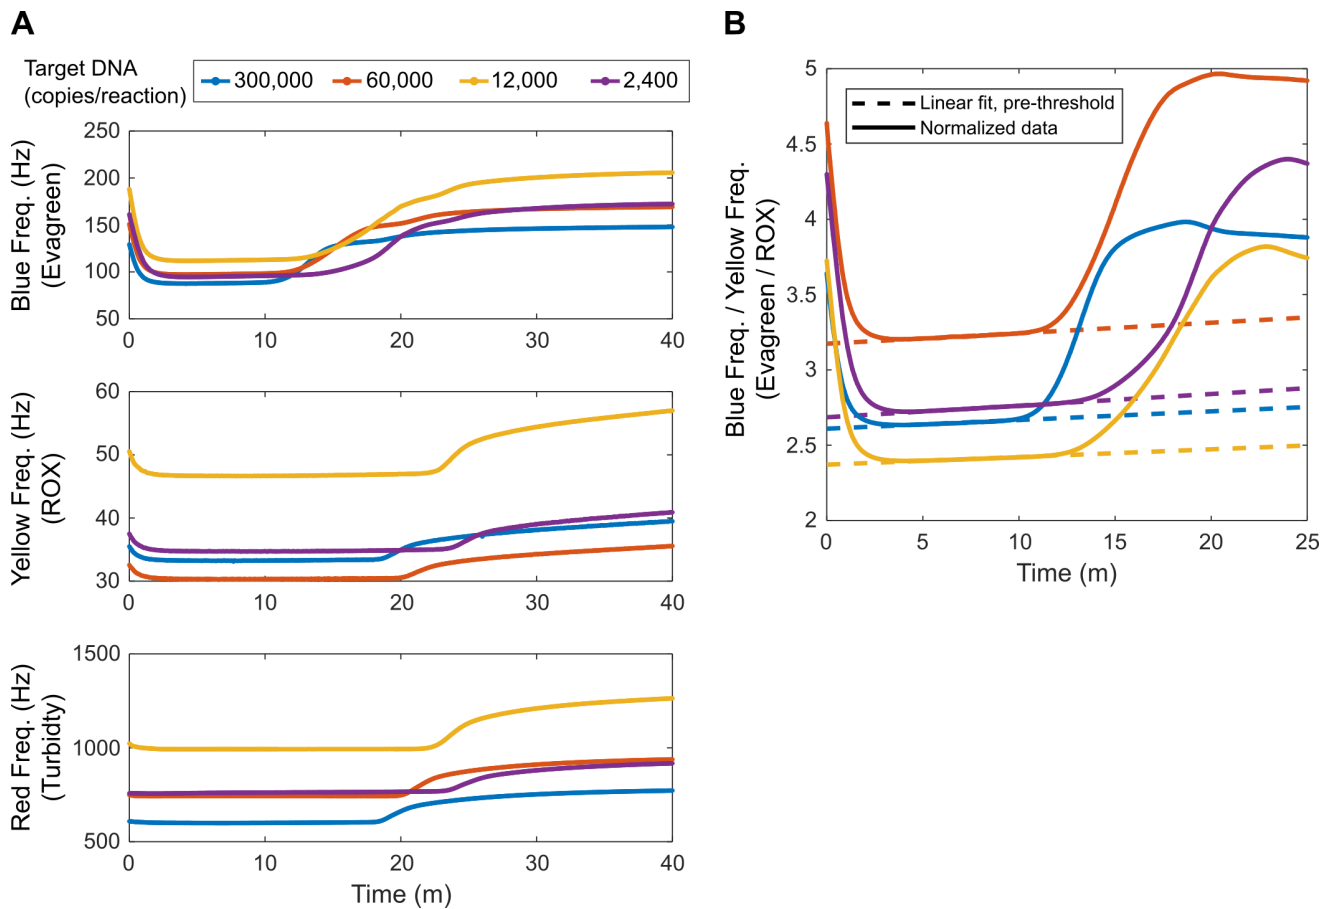 A
Target DNA
(copies/reaction)
300,000 60,000 12,000 2,400
Blue Freq. (Hz)
(Evagreen)
250
200
150
100
50
0 10 20 30 40
Yellow Freq. (Hz)
(ROX)
60
50
40
30
0 10 20 30 40
Red Freq. (Hz)
(Turbidty)
1500
1000
500
0 10 20 30 40
Time (m)
B
Linear fit, pre-threshold
Normalized data
Blue Freq. / Yellow Freq.
(Evagreen / ROX)
5
4.5
4
3.5
3
2.5
2
0 5 10 15 20 25
Time (m)